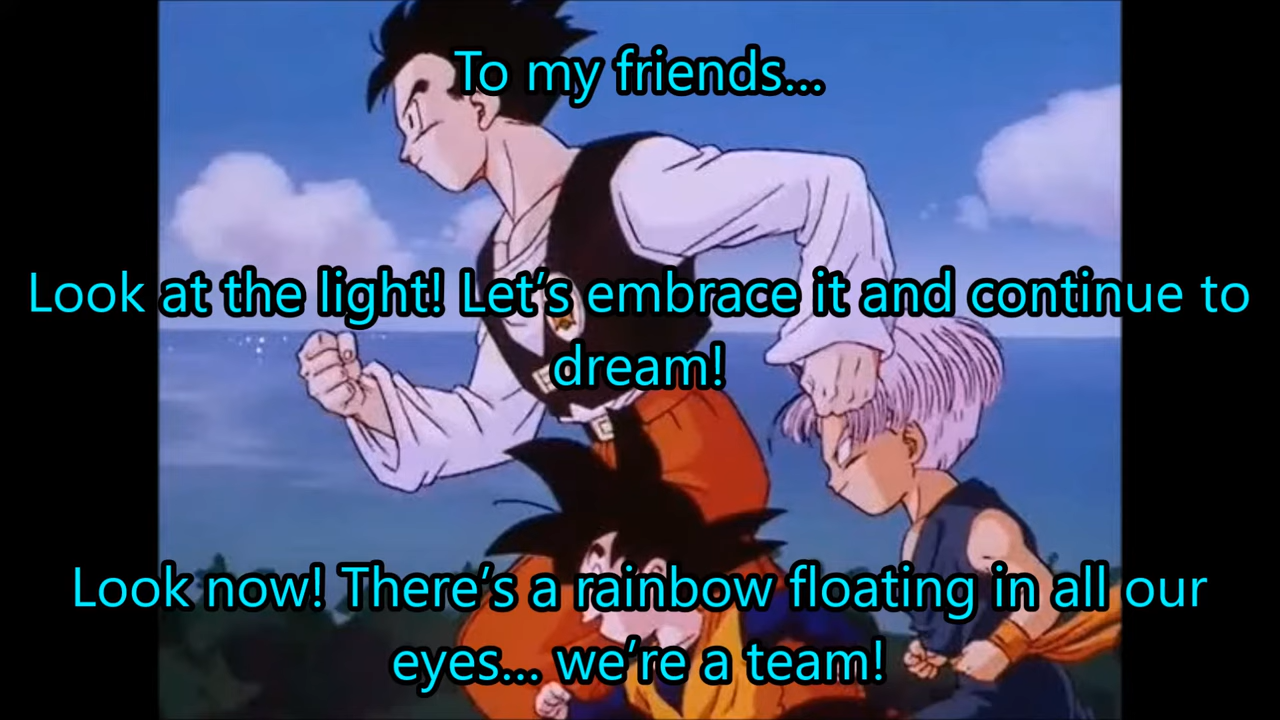 To my friends...
Look at the light! Let's embrace it and continue to
dream!
Look now! There's a rainbow floating in all our
eyes... we're a team!